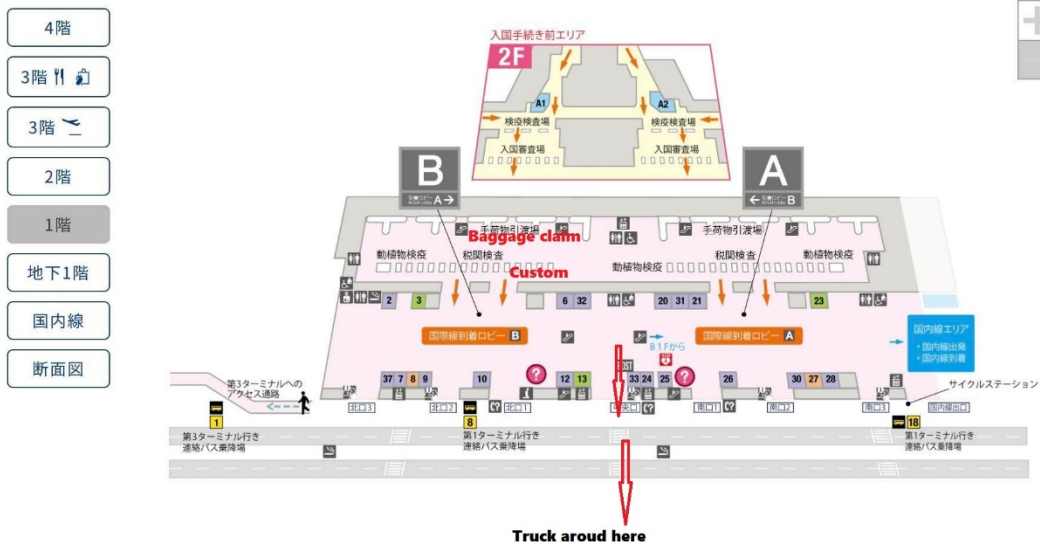 4階
3階
3階
2階
1階
地下1階
国内線
断面図
入国手続き前エリア
2F
A1
A2
検疫検査場
検疫検査場
入国審査場
入国審査場
B
A→
A
←B
手荷物引渡場
手荷物引渡場
Baggage claim
動植物検疫
税関検査
Custom
動植物検疫
税関検査
動植物検疫
2
3
6
32
20
31
21
23
国際線到着ロビー B
B1Fから
国際線到着ロビー A
国内線エリア
・国内線出発
・国内線到着
37
7
8
9
10
?
12
13
33
24
25
?
26
30
27
28
第3ターミナルへの
アクセス通路
サイクルステーション
北口3
北口2
北口1
南口1
南口2
南口3
国内線出口
1
8
18
第3ターミナル行き
連絡バス乗降場
第1ターミナル行き
連絡バス乗降場
第1ターミナル行き
連絡バス乗降場
Truck aroud here